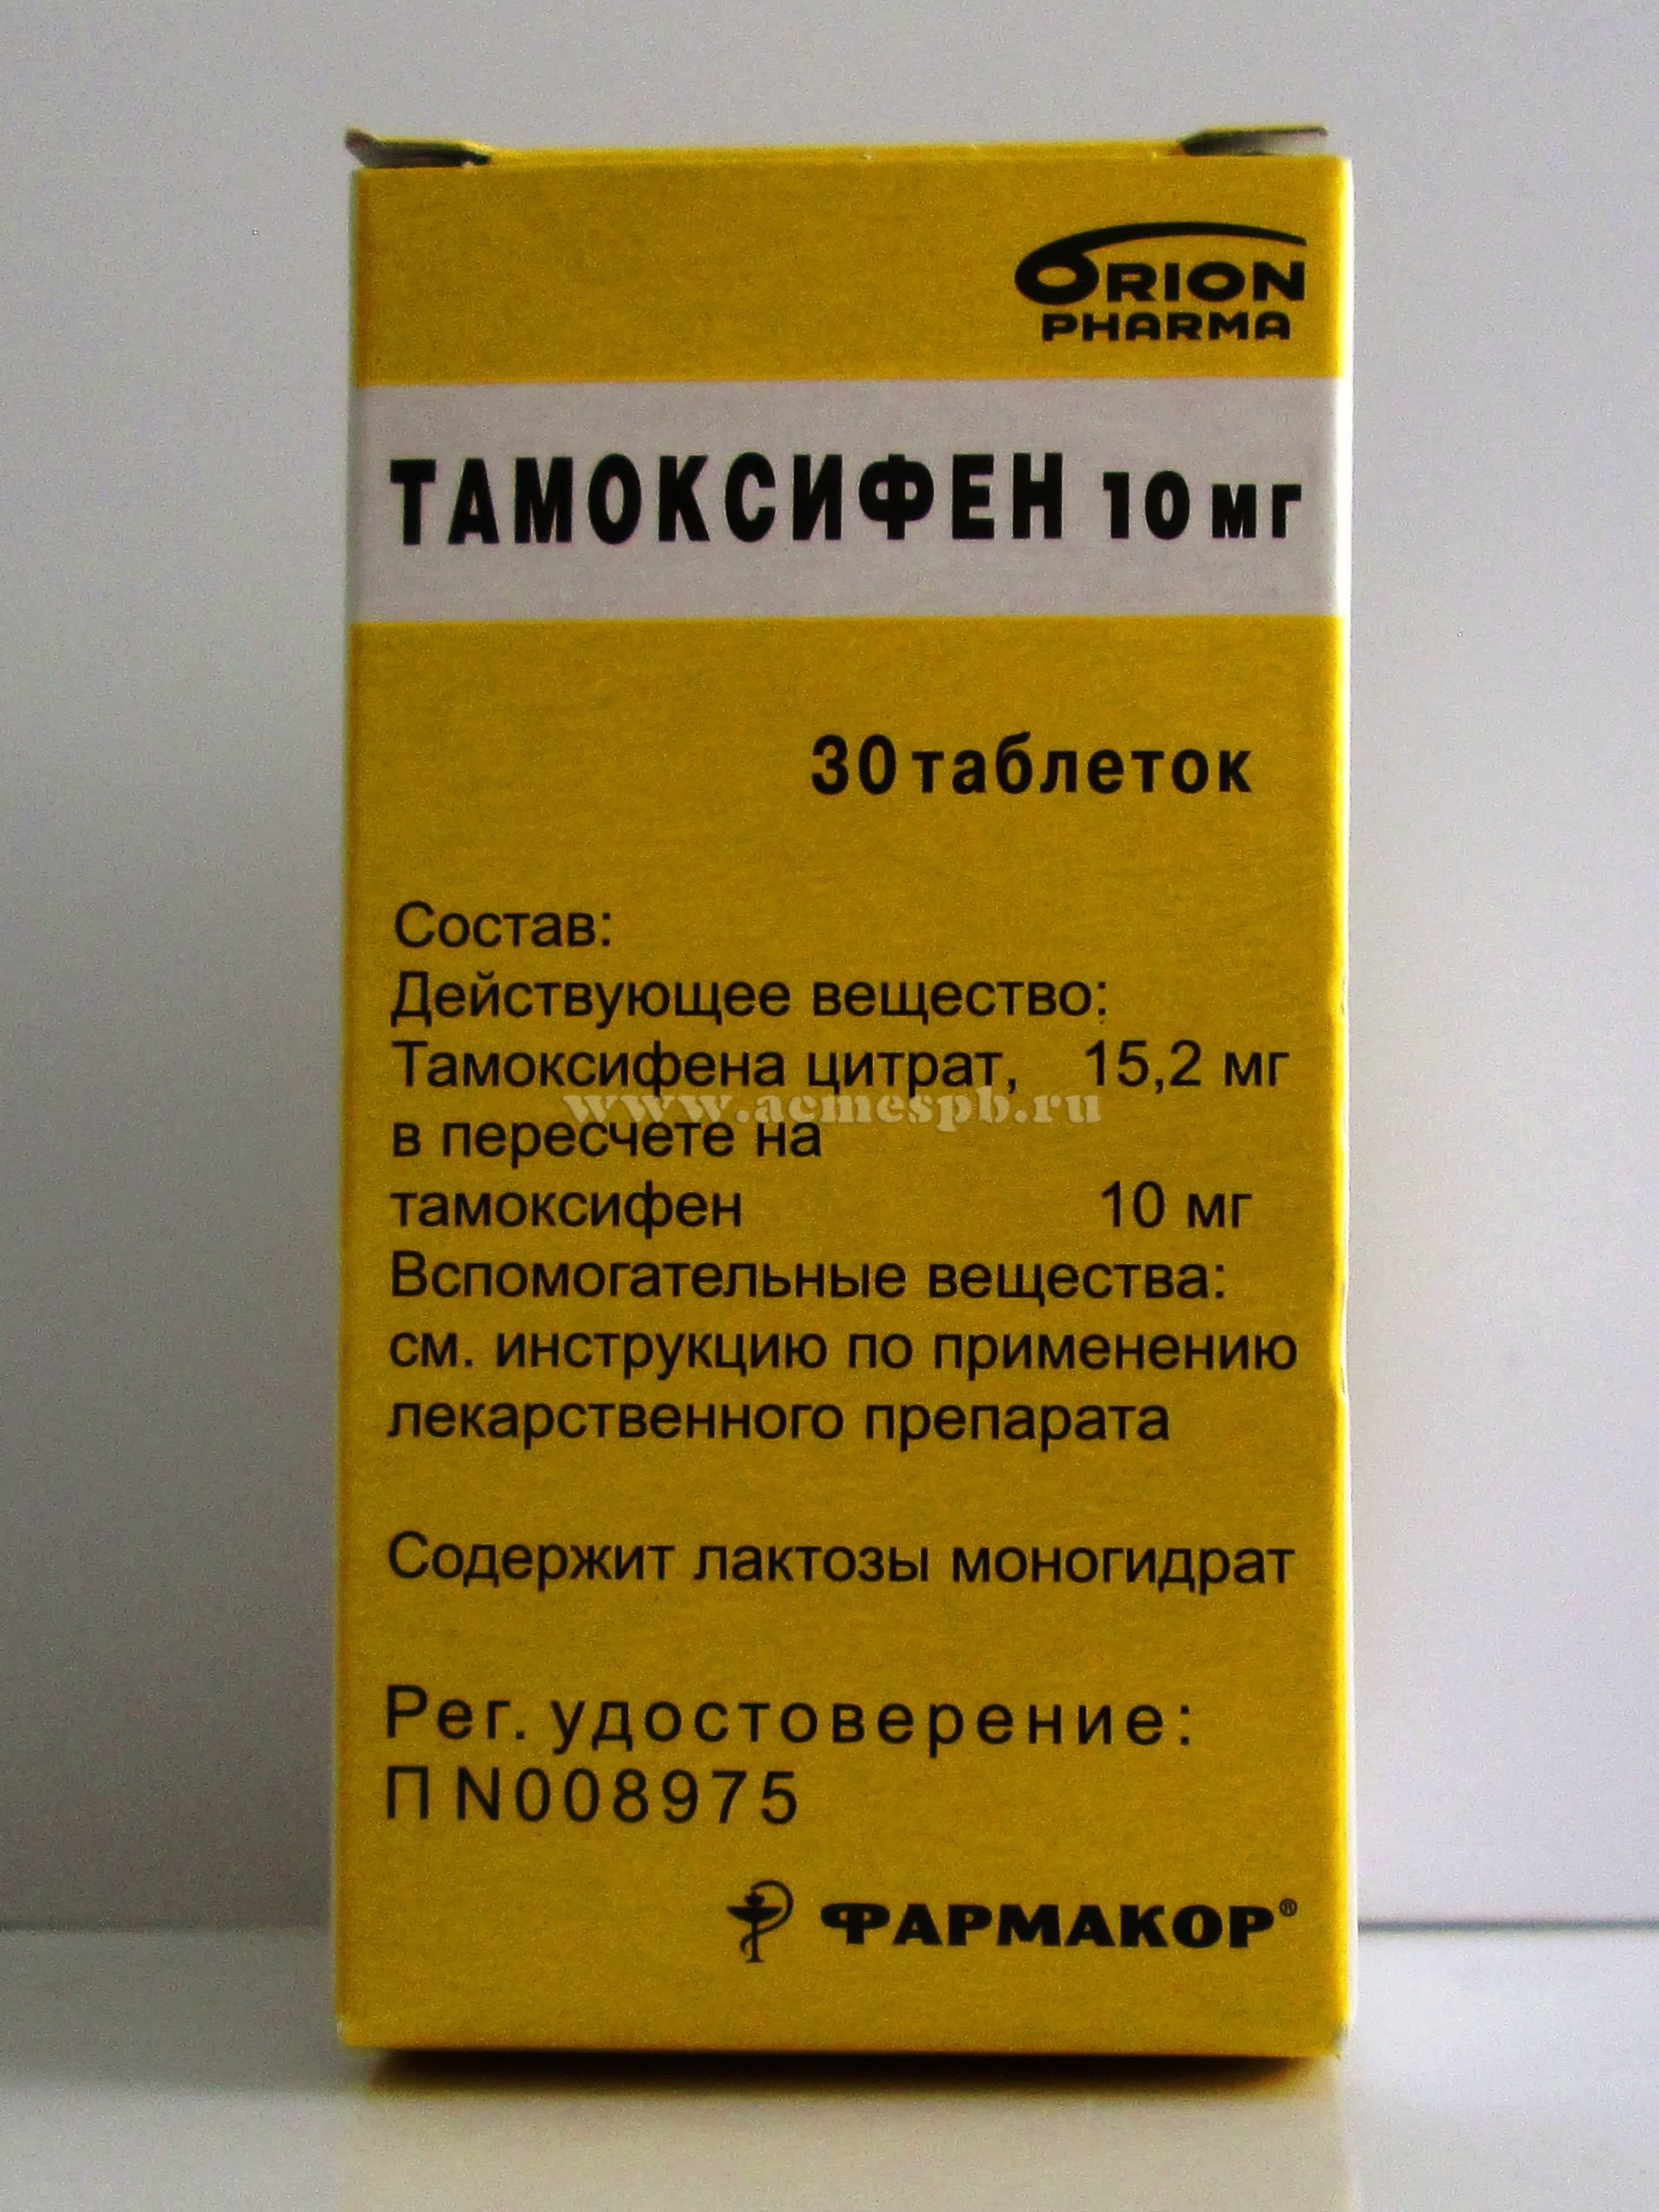 ORION
PHARMA
ТАМОКСИФЕН 10 мг
30 таблеток
Состав:
Действующее вещество:
Тамоксифена цитрат, 15,2 мг
www.acmespb.ru
в пересчете на
тамоксифен 10 мг
Вспомогательные вещества:
см. инструкцию по применению
лекарственного препарата
Содержит лактозы моногидрат
Рег. удостоверение:
П N008975
ФАРМАКОР®